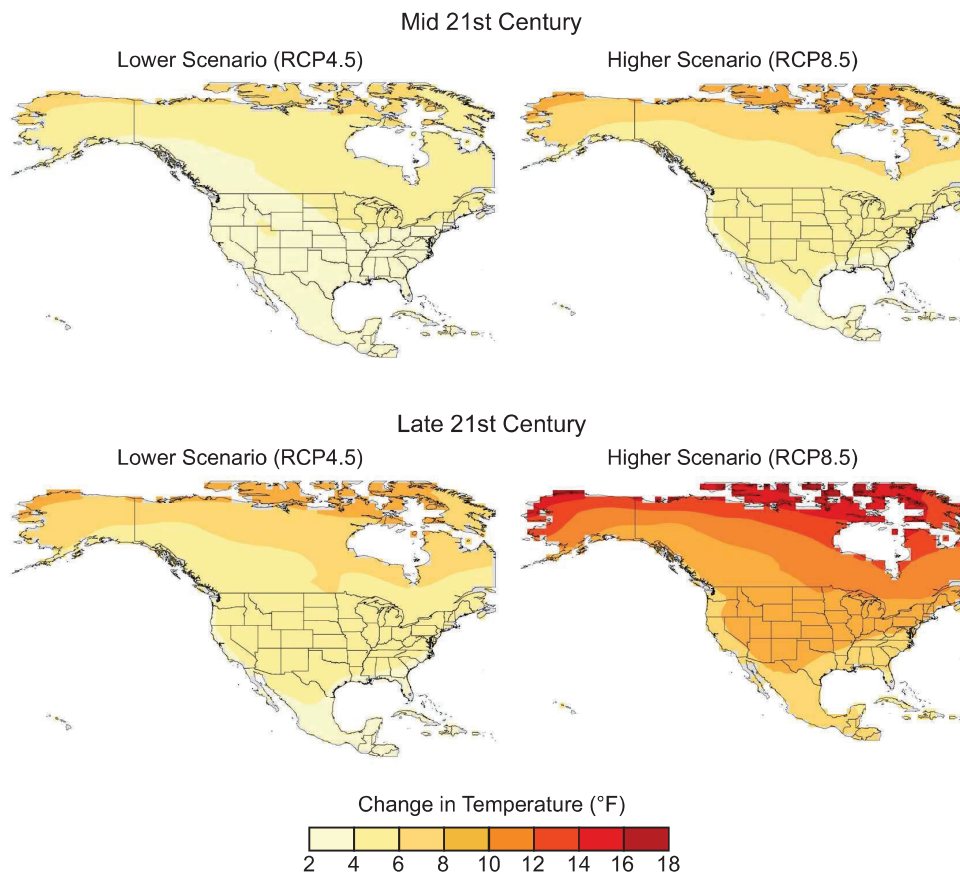 Mid 21st Century
Lower Scenario (RCP4.5)
Higher Scenario (RCP8.5)
Late 21st Century
Lower Scenario (RCP4.5)
Higher Scenario (RCP8.5)
Change in Temperature (°F)
2 4 6 8 10 12 14 16 18